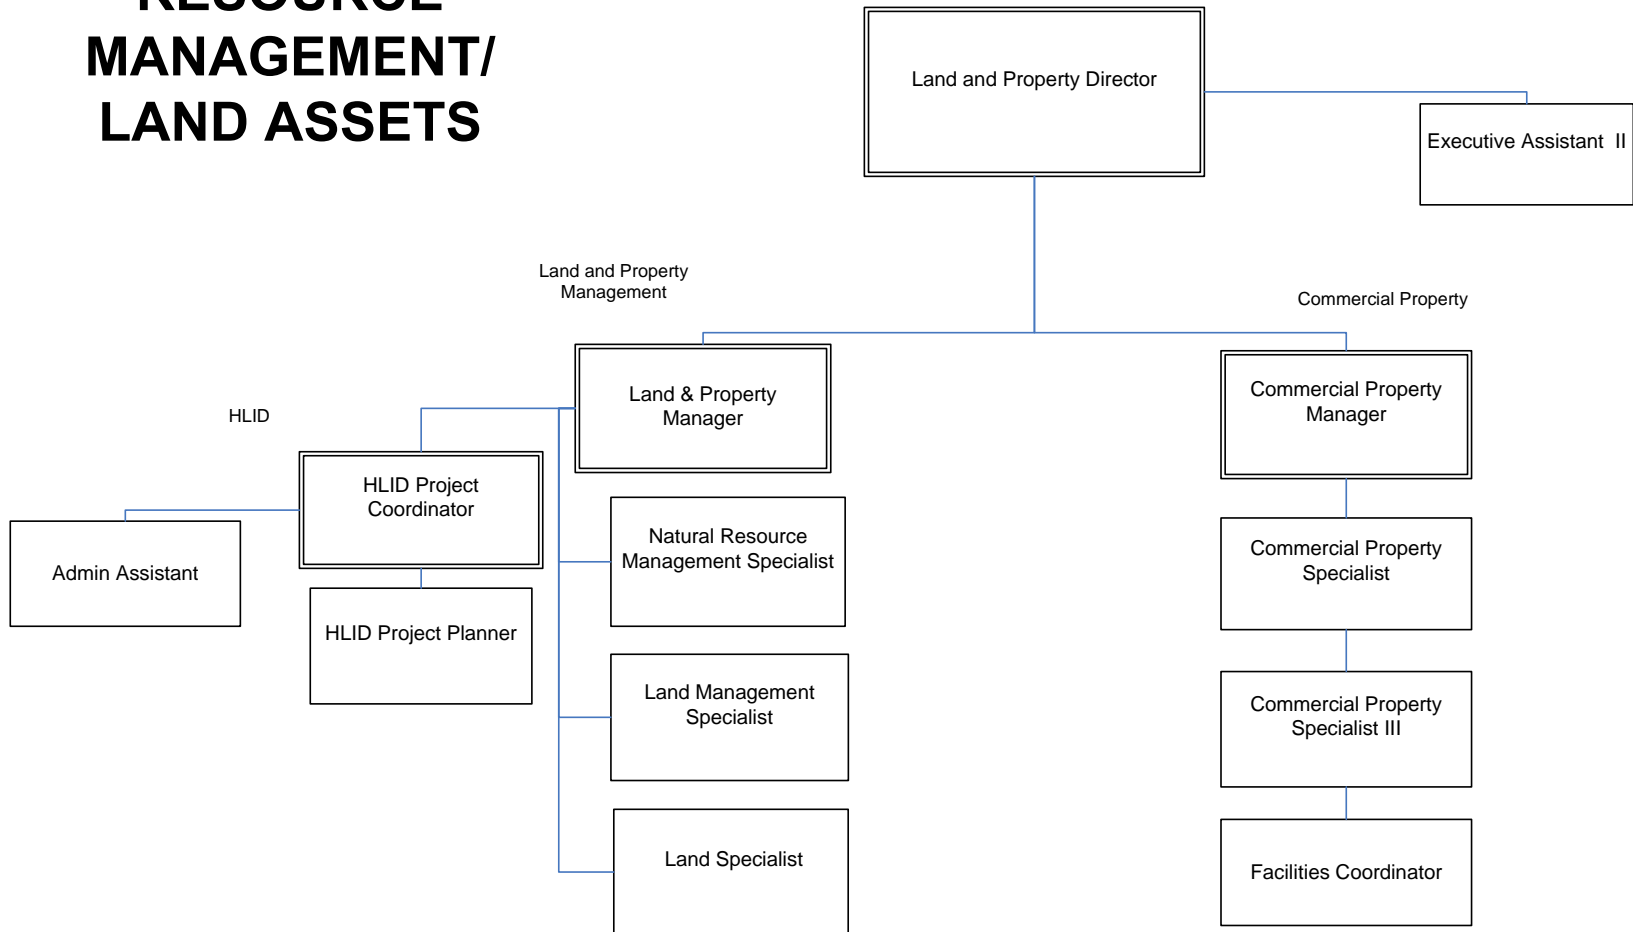 RESOURCE
MANAGEMENT/
LAND ASSETS
Land and Property Director
Executive Assistant  II
Land and Property
Management
Commercial Property
Land & Property
Manager
Commercial Property
Manager
HLID
HLID Project
Coordinator
Admin Assistant
HLID Project Planner
Natural Resource
Management Specialist
Land Management
Specialist
Land Specialist
Commercial Property
Specialist
Commercial Property
Specialist III
Facilities Coordinator